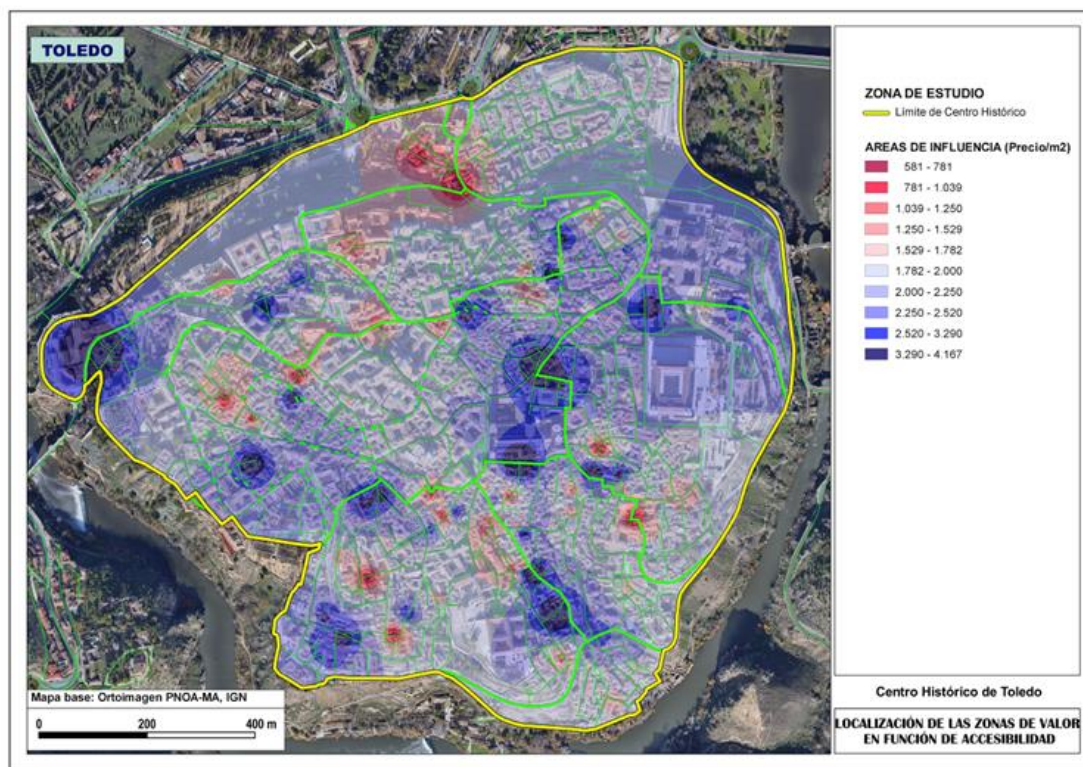 TOLEDO
ZONA DE ESTUDIO
Límite de Centro Histórico
AREAS DE INFLUENCIA (Precio/m2)
581 - 781
781 - 1.039
1.039 - 1.250
1.250 - 1.529
1.529 - 1.782
1.782 - 2.000
2.000 - 2.250
2.250 - 2.520
2.520 - 3.290
3.290 - 4.167
Mapa base: Ortoimagen PNOA-MA, IGN
0 200 400 m
Centro Histórico de Toledo
LOCALIZACIÓN DE LAS ZONAS DE VALOR
EN FUNCIÓN DE ACCESIBILIDAD